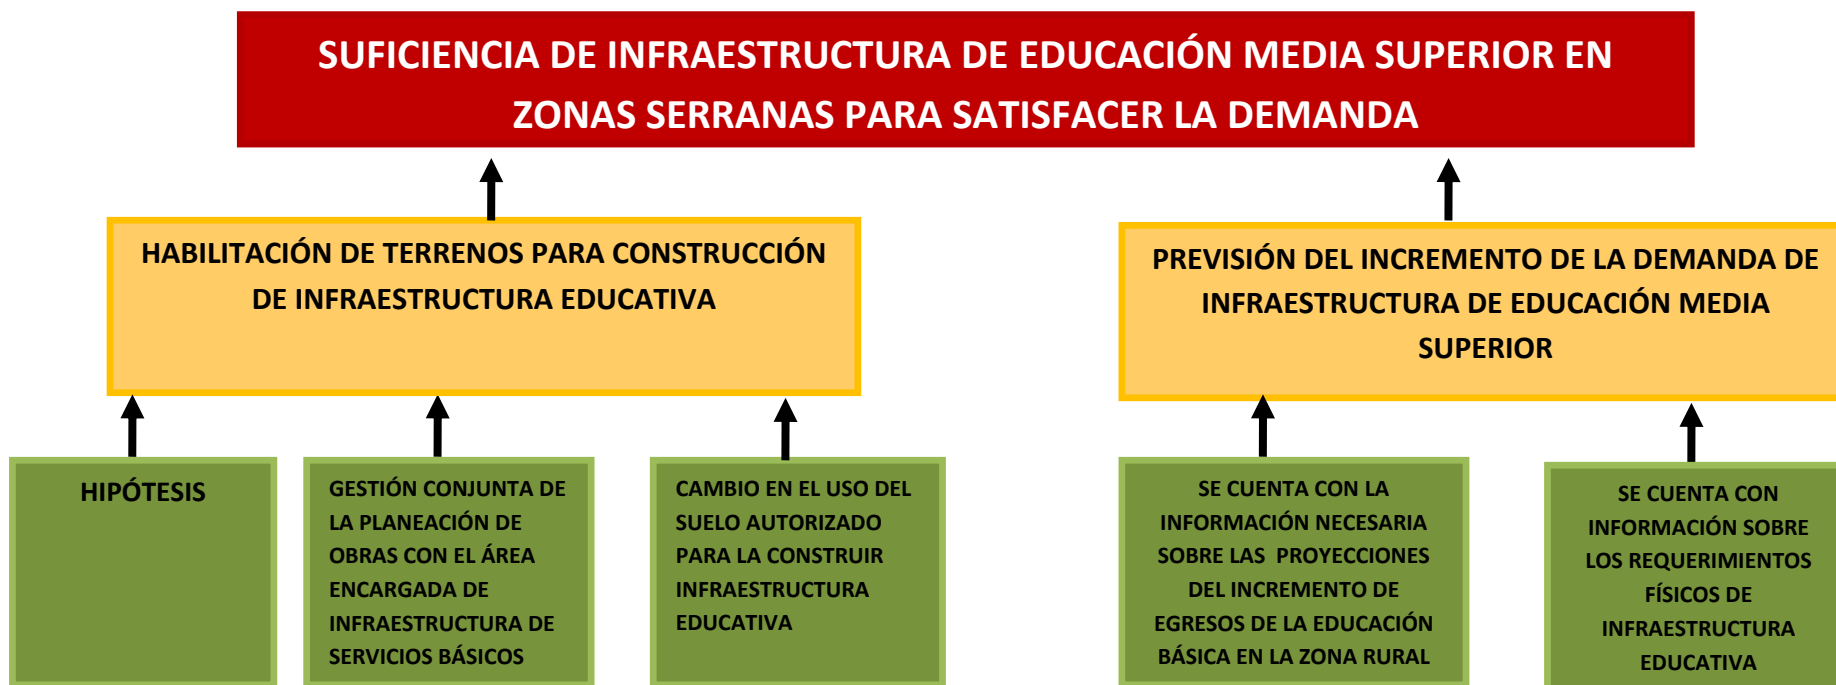 SUFICIENCIA DE INFRAESTRUCTURA DE EDUCACIÓN MEDIA SUPERIOR EN
ZONAS SERRANAS PARA SATISFACER LA DEMANDA
HABILITACIÓN DE TERRENOS PARA CONSTRUCCIÓN
DE INFRAESTRUCTURA EDUCATIVA
PREVISIÓN DEL INCREMENTO DE LA DEMANDA DE
INFRAESTRUCTURA DE EDUCACIÓN MEDIA
SUPERIOR
HIPÓTESIS
GESTIÓN CONJUNTA DE
LA PLANEACIÓN DE
OBRAS CON EL ÁREA
ENCARGADA DE
INFRAESTRUCTURA DE
SERVICIOS BÁSICOS
CAMBIO EN EL USO DEL
SUELO AUTORIZADO
PARA LA CONSTRUIR
INFRAESTRUCTURA
EDUCATIVA
SE CUENTA CON LA
INFORMACIÓN NECESARIA
SOBRE LAS PROYECCIONES
DEL INCREMENTO DE
EGRESOS DE LA EDUCACIÓN
BÁSICA EN LA ZONA RURAL
SE CUENTA CON
INFORMACIÓN SOBRE
LOS REQUERIMIENTOS
FÍSICOS DE
INFRAESTRUCTURA
EDUCATIVA